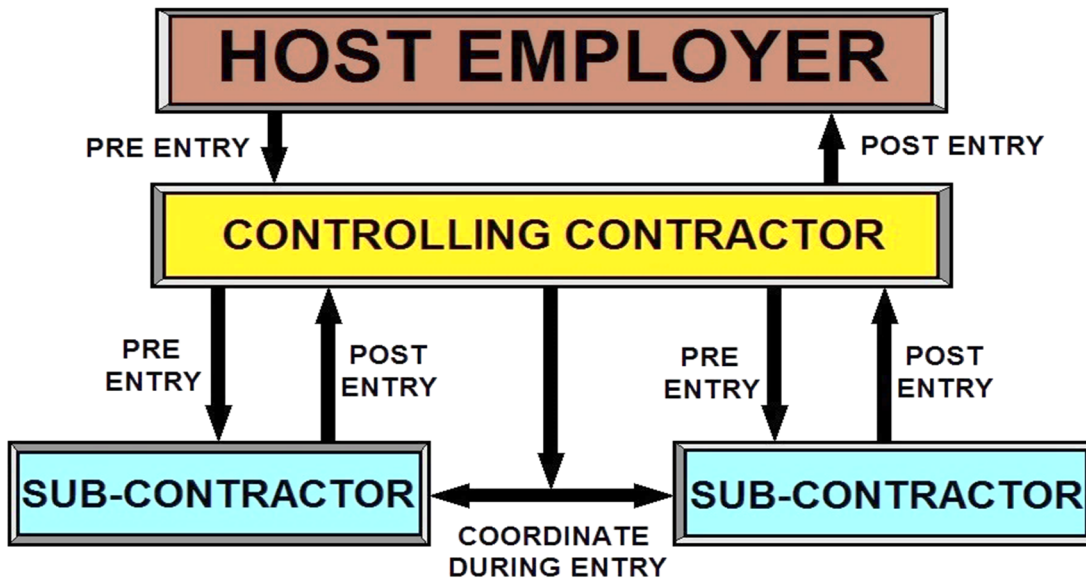 HOST EMPLOYER
PRE ENTRY
POST ENTRY
CONTROLLING CONTRACTOR
PRE
ENTRY
POST
ENTRY
PRE
ENTRY
POST
ENTRY
SUB-CONTRACTOR
SUB-CONTRACTOR
COORDINATE
DURING ENTRY